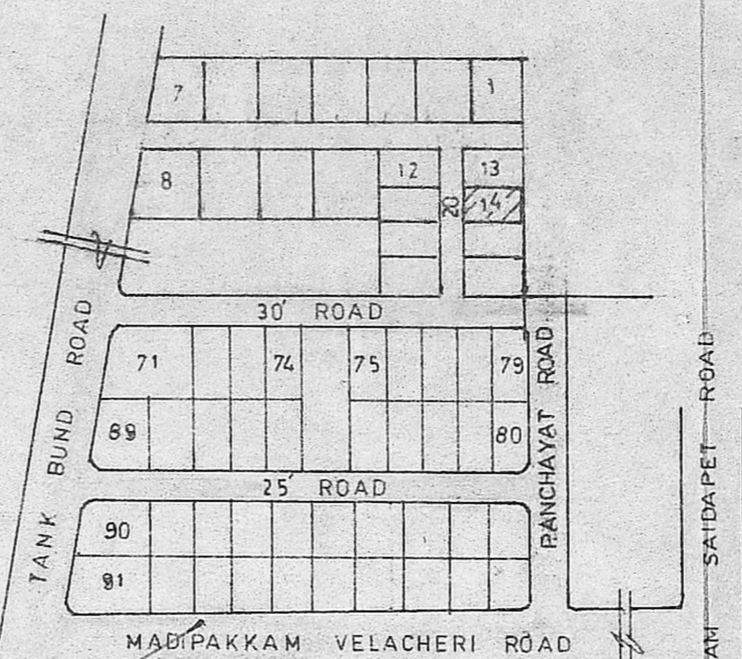 7 1
8 12 13
20 14
30' ROAD
71 74 75 79
89 80
25' ROAD
90
91
TANK BUND ROAD
PANCHAYAT ROAD
SAIDAPET ROAD
MADIPAKKAM VELACHERI ROAD